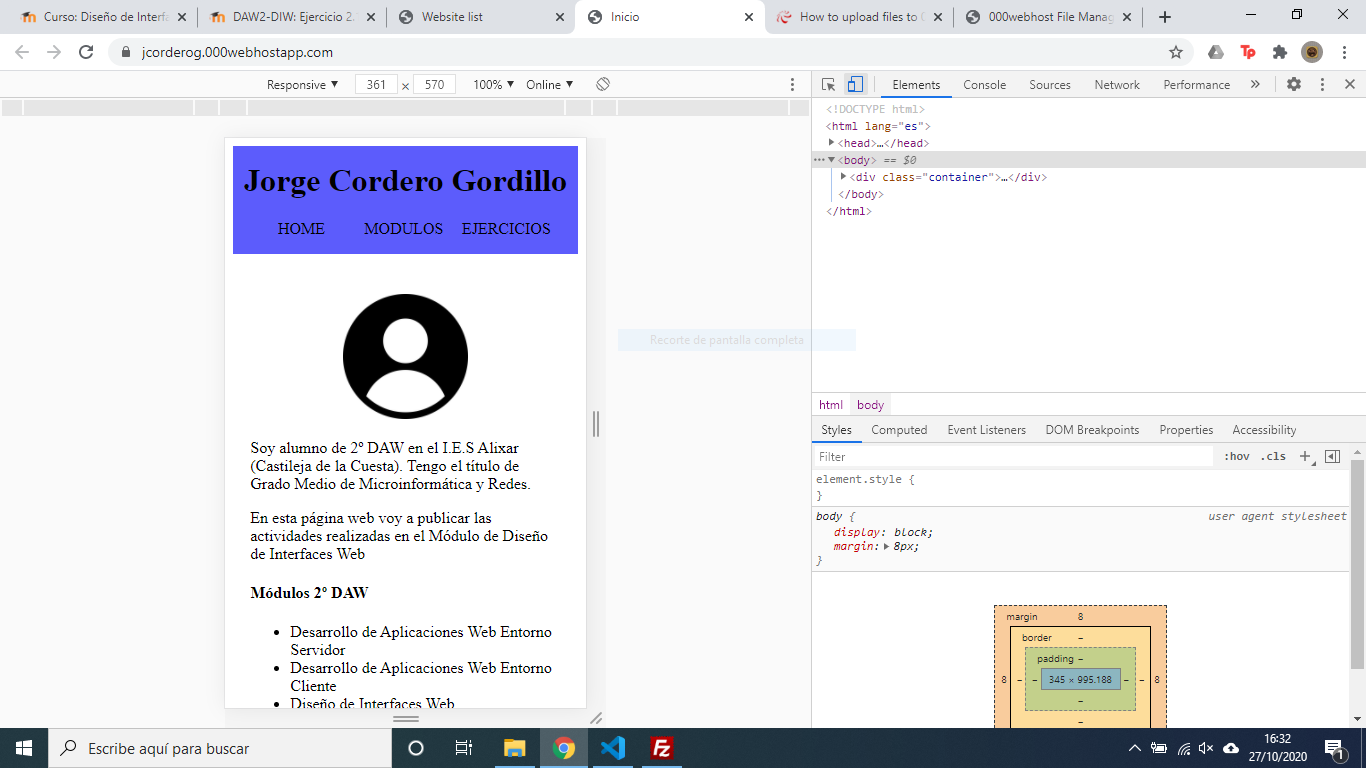 Curso: Diseño de Interfa
DAW2-DIW: Ejercicio 2.
Website list
Inicio
How to upload files to
000webhost File Manag
jcorderog.000webhostapp.com
Responsive ▼ 361 × 570 100% ▼ Online ▼
Elements Console Sources Network Performance »
<!DOCTYPE html>
<html lang="es">
<head>…</head>
<body> == $0
<div class="container">…</div>
</body>
</html>
Jorge Cordero Gordillo
HOME MODULOS EJERCICIOS
Recorte de pantalla completa
Soy alumno de 2º DAW en el I.E.S Alixar
(Castileja de la Cuesta). Tengo el título de
Grado Medio de Microinformática y Redes.
En esta página web voy a publicar las
actividades realizadas en el Módulo de Diseño
de Interfaces Web
Módulos 2º DAW
Desarrollo de Aplicaciones Web Entorno
Servidor
Desarrollo de Aplicaciones Web Entorno
Cliente
Diseño de Interfaces Web
html body
Styles Computed Event Listeners DOM Breakpoints Properties Accessibility
Filter :hov .cls +
element.style {
}
body { user agent stylesheet
display: block;
margin: 8px;
}
margin 8
border –
padding –
8 – – 345 × 995.188 – – 8
–
–
Escribe aquí para buscar
Fz
16:32
27/10/2020
1